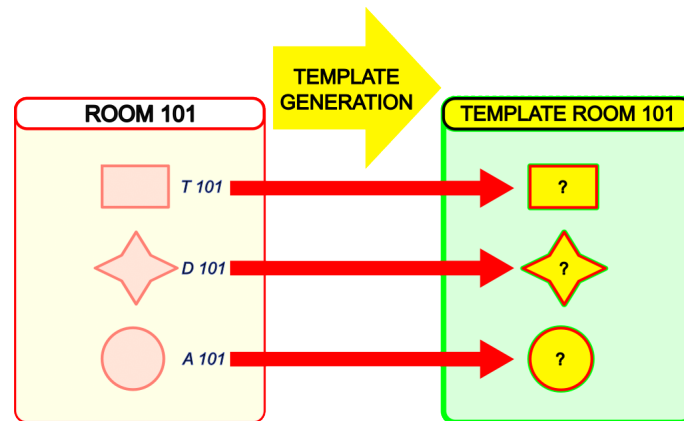 TEMPLATE
GENERATION
ROOM 101
TEMPLATE ROOM 101
T 101
?
D 101
?
A 101
?